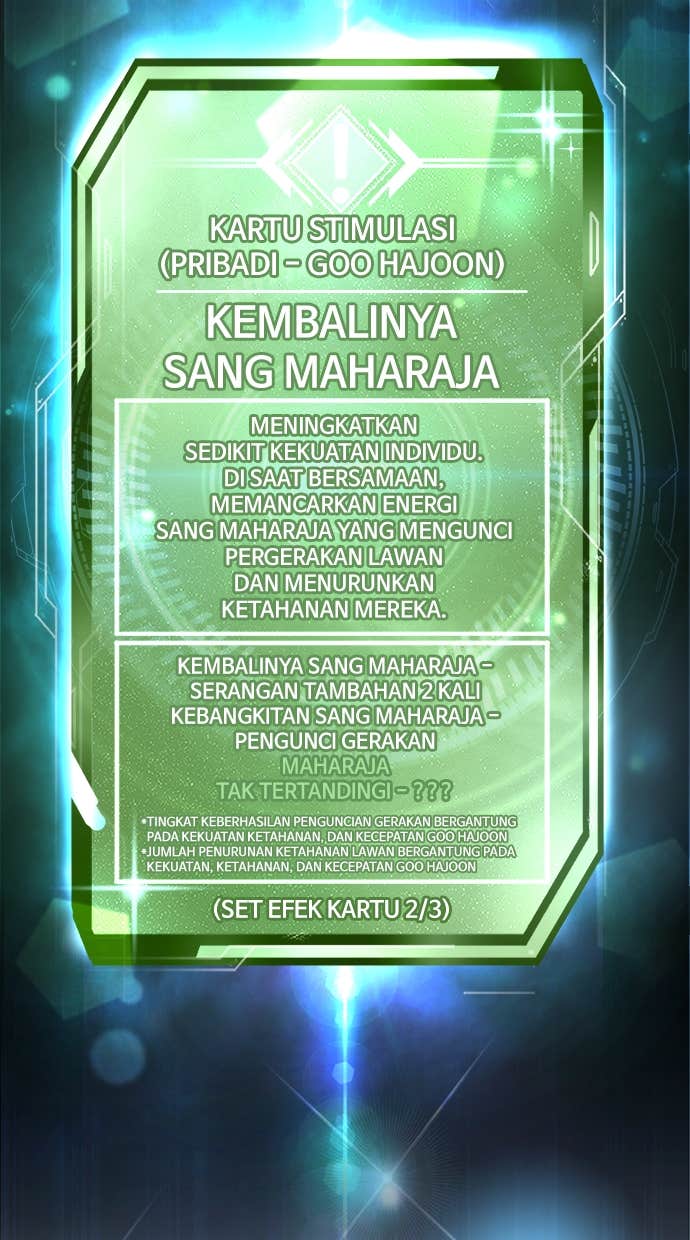 !
KARTU STIMULASI
(PRIBADI – GOO HAJOON)
KEMBALINYA
SANG MAHARAJA
MENINGKATKAN
SEDIKIT KEKUATAN INDIVIDU.
DI SAAT BERSAMAAN,
MEMANCARKAN ENERGI
SANG MAHARAJA YANG MENGUNCI
PERGERAKAN LAWAN
DAN MENURUNKAN
KETAHANAN MEREKA.
KEMBALINYA SANG MAHARAJA –
SERANGAN TAMBAHAN 2 KALI
KEBANGKITAN SANG MAHARAJA –
PENGUNCI GERAKAN
MAHARAJA
TAK TERTANDINGI – ???
*TINGKAT KEBERHASILAN PENGUNCIAN GERAKAN BERGANTUNG
PADA KEKUATAN KETAHANAN, DAN KECEPATAN GOO HAJOON
*JUMLAH PENURUNAN KETAHANAN LAWAN BERGANTUNG PADA
KEKUATAN, KETAHANAN, DAN KECEPATAN GOO HAJOON
(SET EFEK KARTU 2/3)